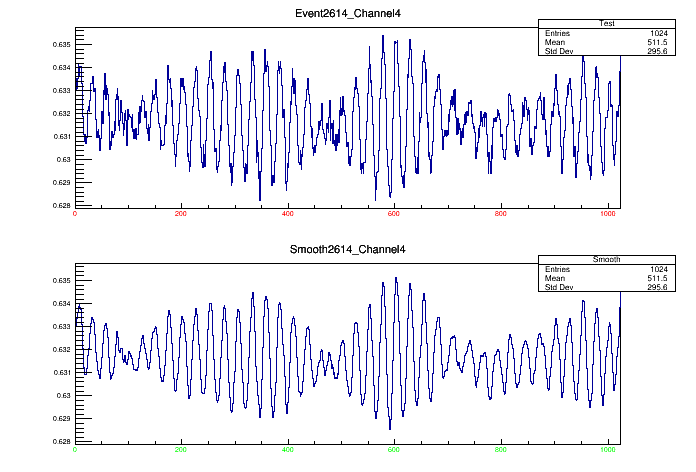 Event2614_Channel4
Test
Entries 1024
Mean 511.5
Std Dev 295.6
0.635
0.634
0.633
0.632
0.631
0.63
0.629
0.628
0 200 400 600 800 1000
Smooth2614_Channel4
Smooth
Entries 1024
Mean 511.5
Std Dev 295.6
0.635
0.634
0.633
0.632
0.631
0.63
0.629
0.628
0 200 400 600 800 1000